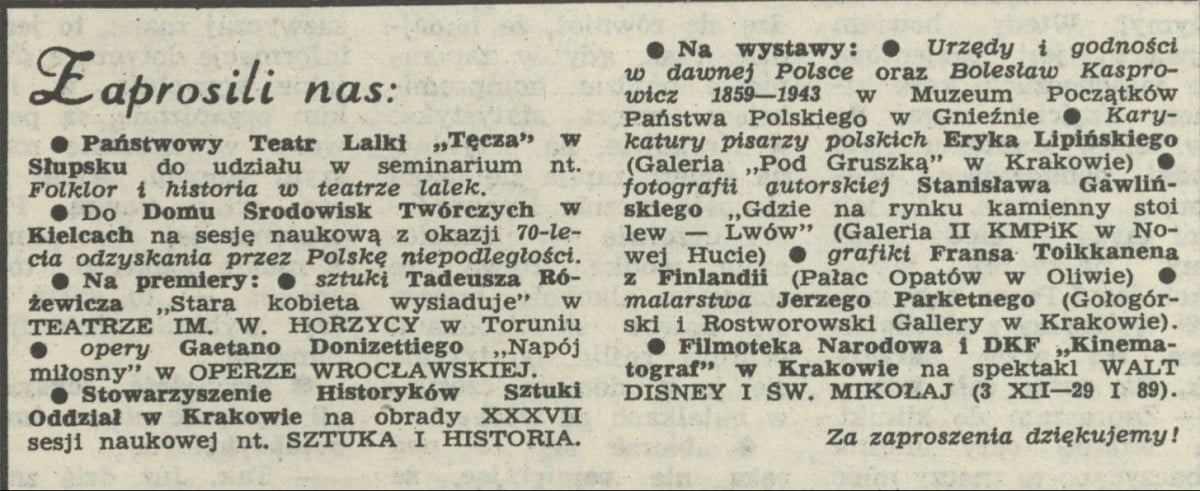 Zaprosili nas:
● Państwowy Teatr Lalki „Tęcza” w
Słupsku do udziału w seminarium nt.
Folklor i historia w teatrze lalek.
● Do Domu Środowisk Twórczych w
Kielcach na sesję naukową z okazji 70-le-
cia odzyskania przez Polskę niepodległości.
● Na premiery: ● sztuki Tadeusza Ró-
żewicza „Stara kobieta wysiaduje” w
TEATRZE IM. W. HORZYCY w Toruniu
● opery Gaetano Donizettiego „Napój
miłosny” w OPERZE WROCŁAWSKIEJ.
● Stowarzyszenie Historyków Sztuki
Oddział w Krakowie na obrady XXXVII
sesji naukowej nt. SZTUKA I HISTORIA.
● Na wystawy: ● Urzędy i godności
w dawnej Polsce oraz Bolesław Kaspro-
wicz 1859—1943 w Muzeum Początków
Państwa Polskiego w Gnieźnie ● Kary-
katury pisarzy polskich Eryka Lipińskiego
(Galeria „Pod Gruszką” w Krakowie) ●
fotografii autorskiej Stanisława Gawliń-
skiego „Gdzie na rynku kamienny stoi
lew — Lwów” (Galeria II KMPiK w No-
wej Hucie) ● grafiki Fransa Toikkanena
z Finlandii (Pałac Opatów w Oliwie) ●
malarstwa Jerzego Parketnego (Gołogór-
ski i Rostworowski Gallery w Krakowie).
● Filmoteka Narodowa i DKF „Kinema-
tograf” w Krakowie na spektakl WALT
DISNEY I ŚW. MIKOŁAJ (3 XII—29 I 89).
Za zaproszenia dziękujemy!